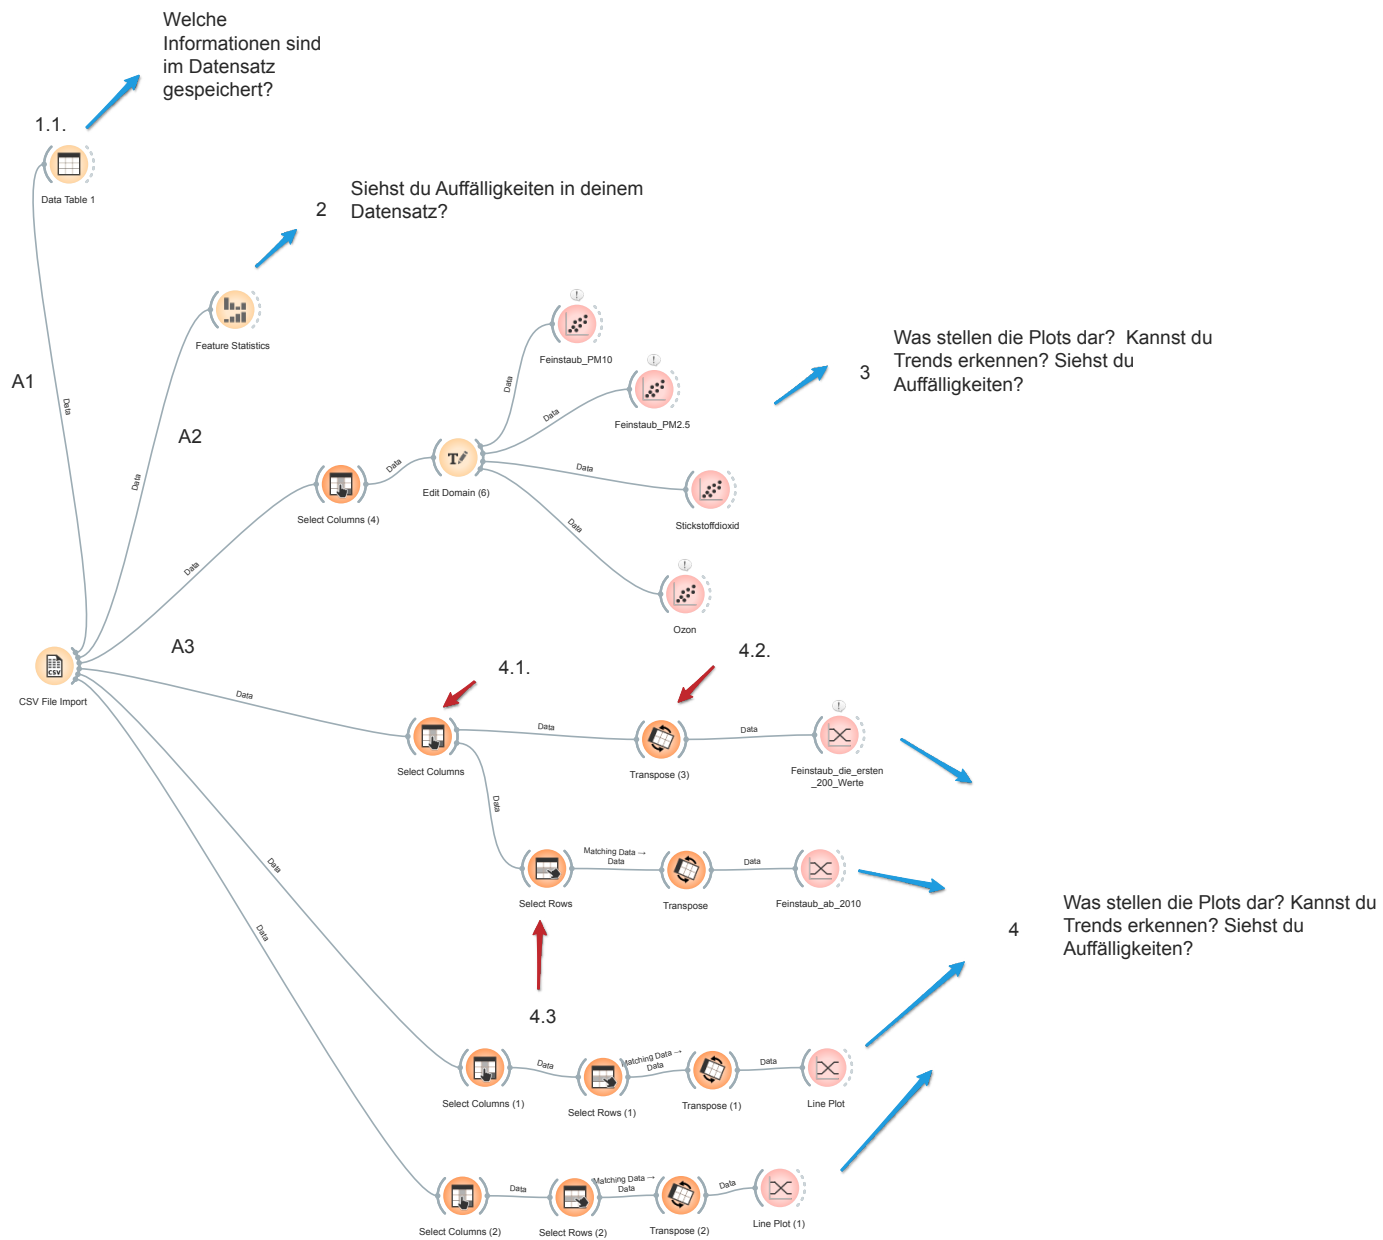 Welche
Informationen sind
im Datensatz
gespeichert?
1.1.
Data Table 1
Siehst du Auffälligkeiten in deinem
Datensatz?
2
Feature Statistics
A1
Data
A2
Data
Feinstaub_PM10
Data
Feinstaub_PM2.5
Data
Was stellen die Plots dar?  Kannst du
Trends erkennen? Siehst du
Auffälligkeiten?
3
Select Columns (4)
Data
Edit Domain (6)
Data
Stickstoffdioxid
Data
Ozon
Data
A3
CSV File Import
Data
4.1.
4.2.
Select Columns
Data
Transpose (3)
Data
Feinstaub_die_ersten
_200_Werte
Data
Select Rows
Matching Data →
Data
Transpose
Data
Feinstaub_ab_2010
4.3
4
Was stellen die Plots dar? Kannst du
Trends erkennen? Siehst du
Auffälligkeiten?
Data
Select Columns (1)
Data
Select Rows (1)
Matching Data →
Data
Transpose (1)
Data
Line Plot
Data
Select Columns (2)
Data
Select Rows (2)
Matching Data →
Data
Transpose (2)
Data
Line Plot (1)